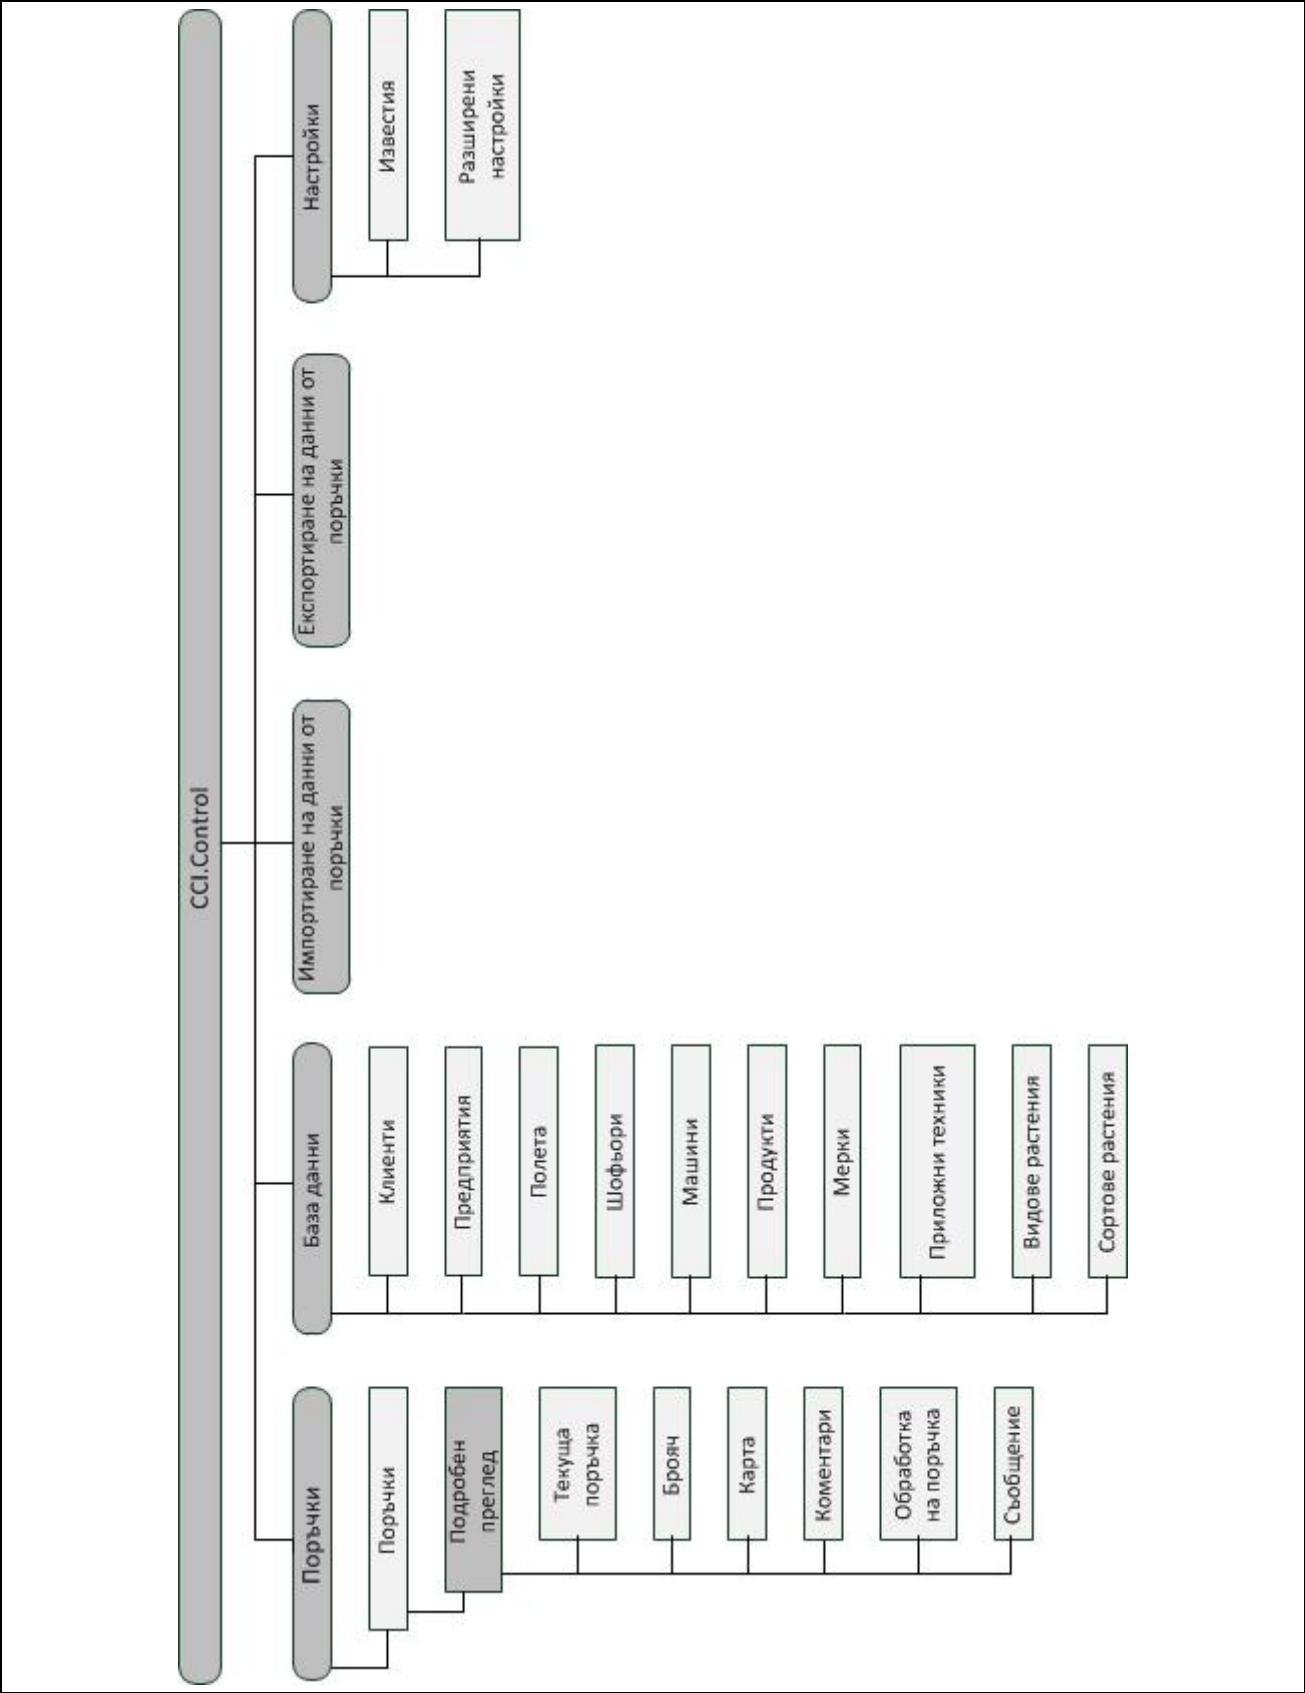 CCI.Control
Поръчки
Поръчки
Подробен
преглед
Текуща
поръчка
Брояч
Карта
Коментари
Обработка
на поръчка
Съобщение
База данни
Клиенти
Предприятия
Полета
Шофьори
Машини
Продукти
Мерки
Приложни техники
Видове растения
Сортове растения
Импортиране на данни от
поръчки
Експортиране на данни от
поръчки
Настройки
Известия
Разширени
настройки